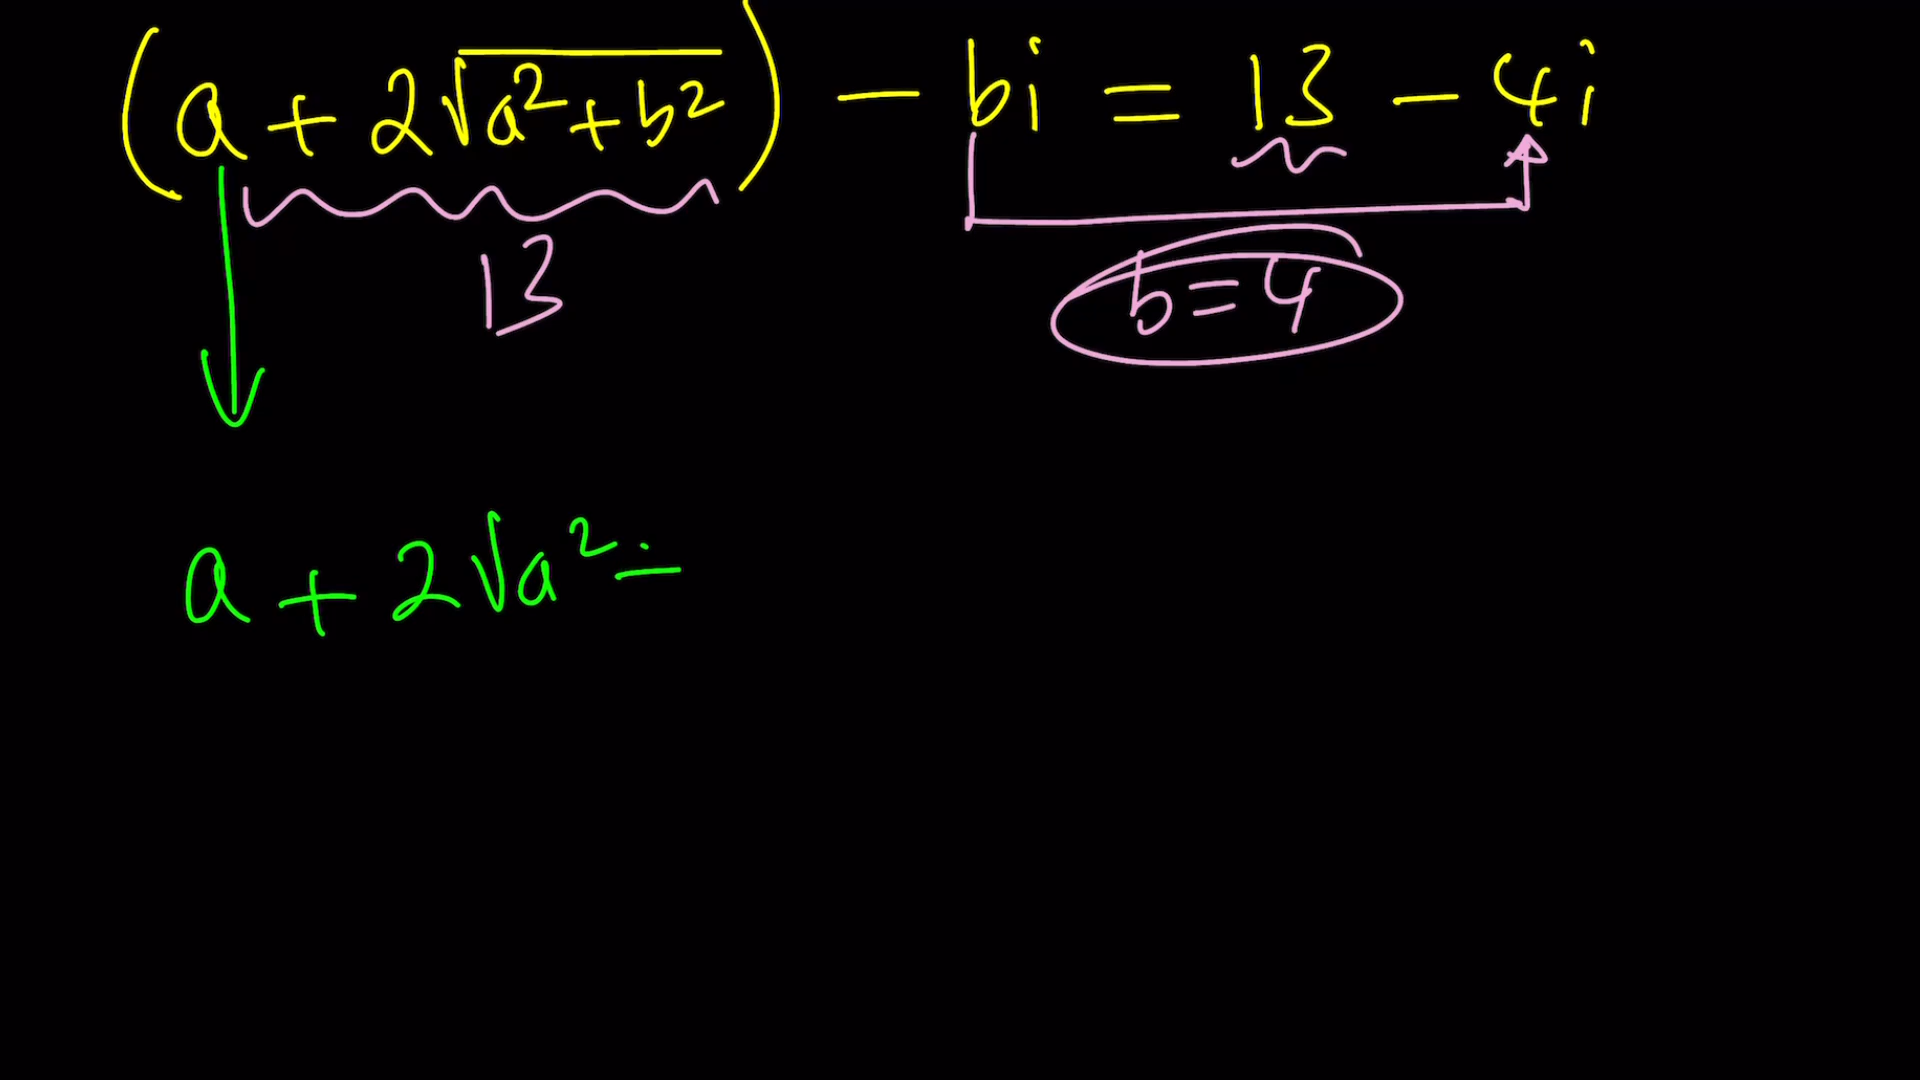 (a + 2√a²+b²) - bi = 13 - 4i
13
b=4
a + 2√a²